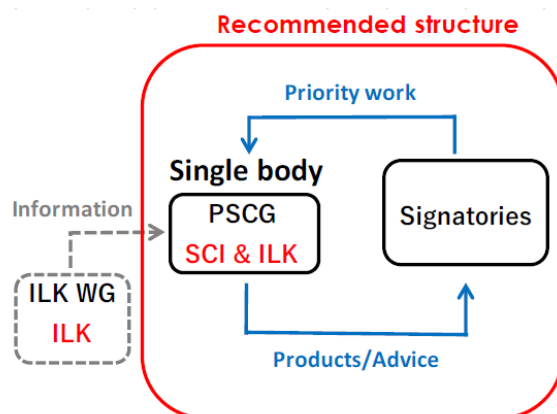 Recommended structure
Priority work
Single body
Information
PSCG
SCI & ILK
Signatories
ILK WG
ILK
Products/Advice